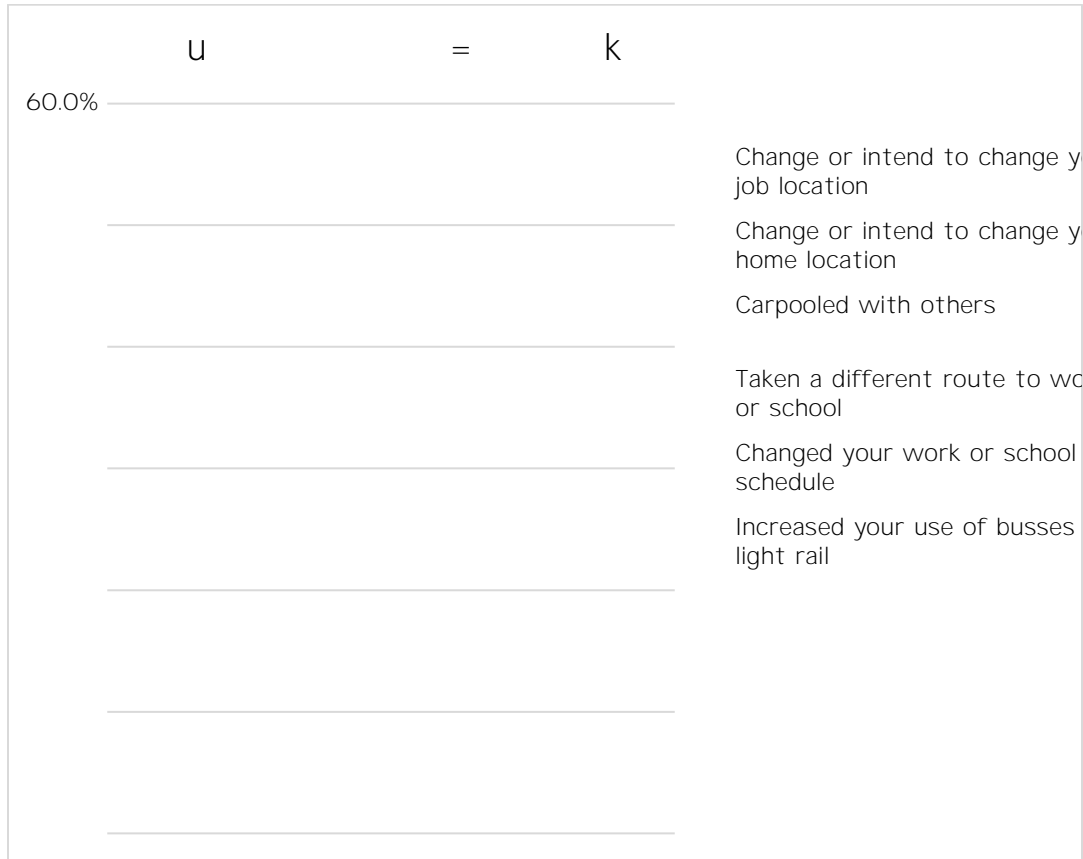 u = k
60.0%
Change or intend to change y
job location
Change or intend to change y
home location
Carpooled with others
Taken a different route to wo
or school
Changed your work or school
schedule
Increased your use of busses
light rail